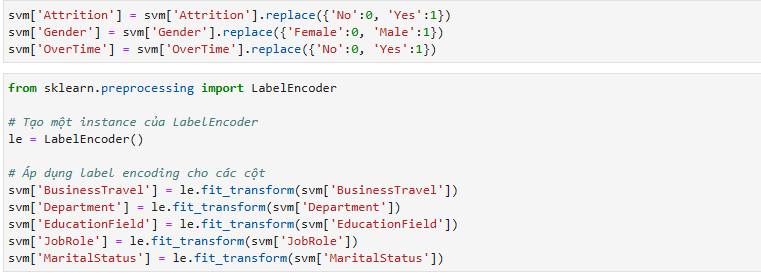 svm['Attrition'] = svm['Attrition'].replace({'No':0, 'Yes':1})
svm['Gender'] = svm['Gender'].replace({'Female':0, 'Male':1})
svm['OverTime'] = svm['OverTime'].replace({'No':0, 'Yes':1})
from sklearn.preprocessing import LabelEncoder
# Tạo một instance của LabelEncoder
le = LabelEncoder()
# Áp dụng label encoding cho các cột
svm['BusinessTravel'] = le.fit_transform(svm['BusinessTravel'])
svm['Department'] = le.fit_transform(svm['Department'])
svm['EducationField'] = le.fit_transform(svm['EducationField'])
svm['JobRole'] = le.fit_transform(svm['JobRole'])
svm['MaritalStatus'] = le.fit_transform(svm['MaritalStatus'])